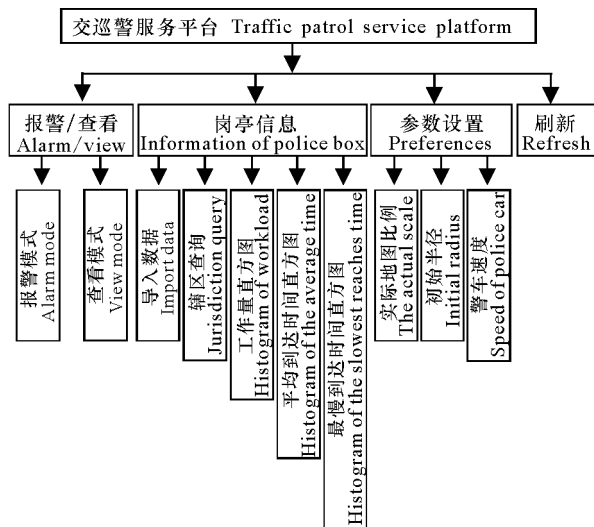 交巡警服务平台 Traffic patrol service platform
报警/查看
Alarm/view
岗亭信息
Information of police box
参数设置
Preferences
刷新
Refresh
报警模式
Alarm mode
查看模式
View mode
导入数据
Import data
辖区查询
Jurisdiction query
工作量直方图
Histogram of workload
平均到达时间直方图
Histogram of the average time
最慢到达时间直方图
Histogram of the slowest reaches time
实际地图比例
The actual scale
初始半径
Initial radius
警车速度
Speed of police car